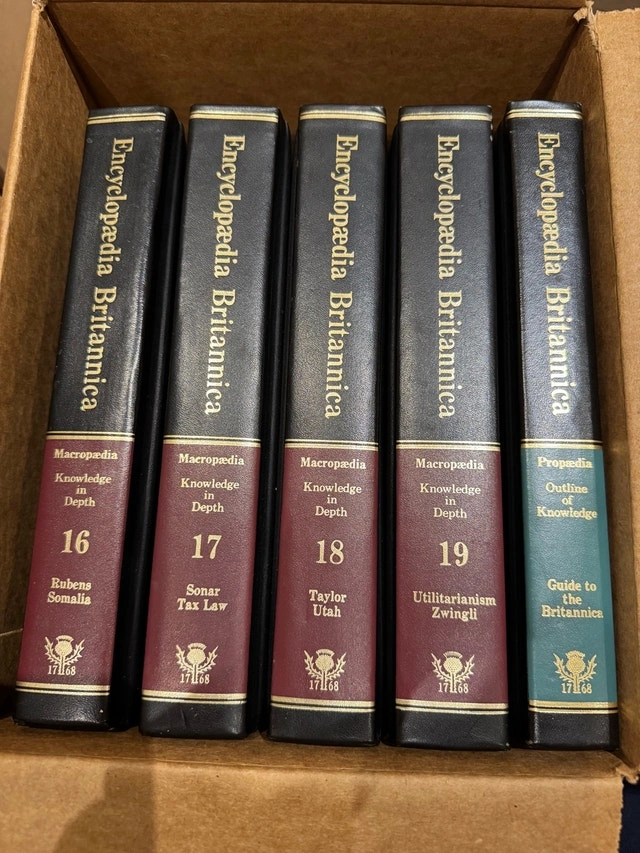 Encyclopædia Britannica
Macropædia
Knowledge
in
Depth
16
Rubens
Somalia
1768
Encyclopædia Britannica
Macropædia
Knowledge
in
Depth
17
Sonar
Tax Law
1768
Encyclopædia Britannica
Macropædia
Knowledge
in
Depth
18
Taylor
Utah
1768
Encyclopædia Britannica
Macropædia
Knowledge
in
Depth
19
Utilitarianism
Zwingli
1768
Encyclopædia Britannica
Propædia
Outline
of
Knowledge
Guide to
the
Britannica
1768